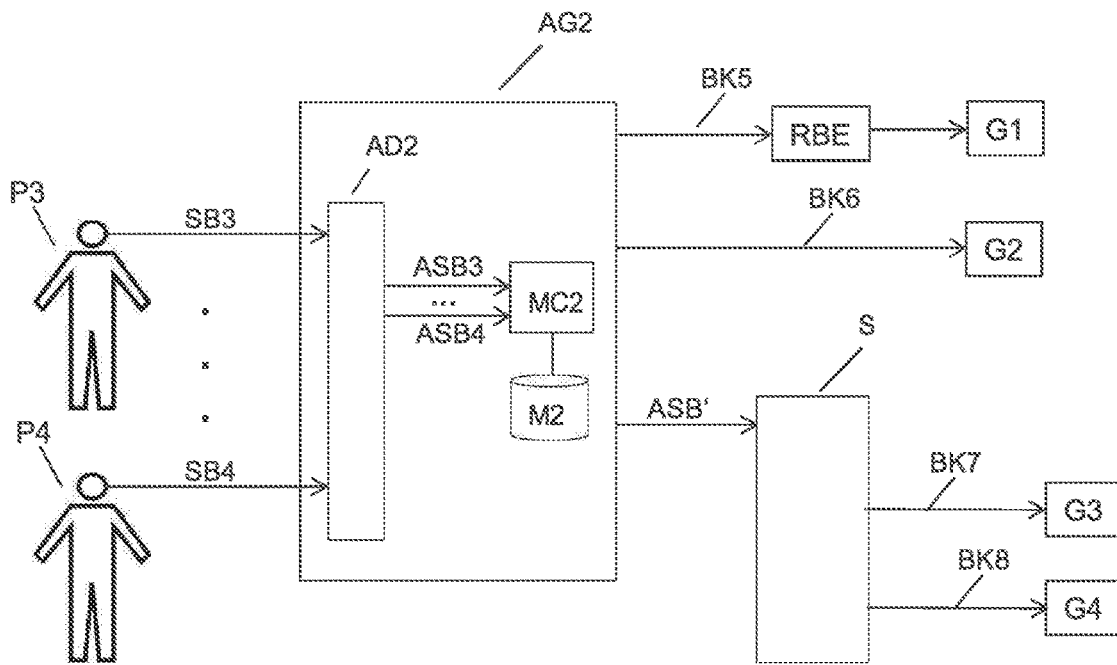 AG2
BK5
RBE
G1
AD2
P3
SB3
BK6
G2
ASB3
...
ASB4
MC2
S
M2
ASB'
P4
SB4
BK7
G3
BK8
G4